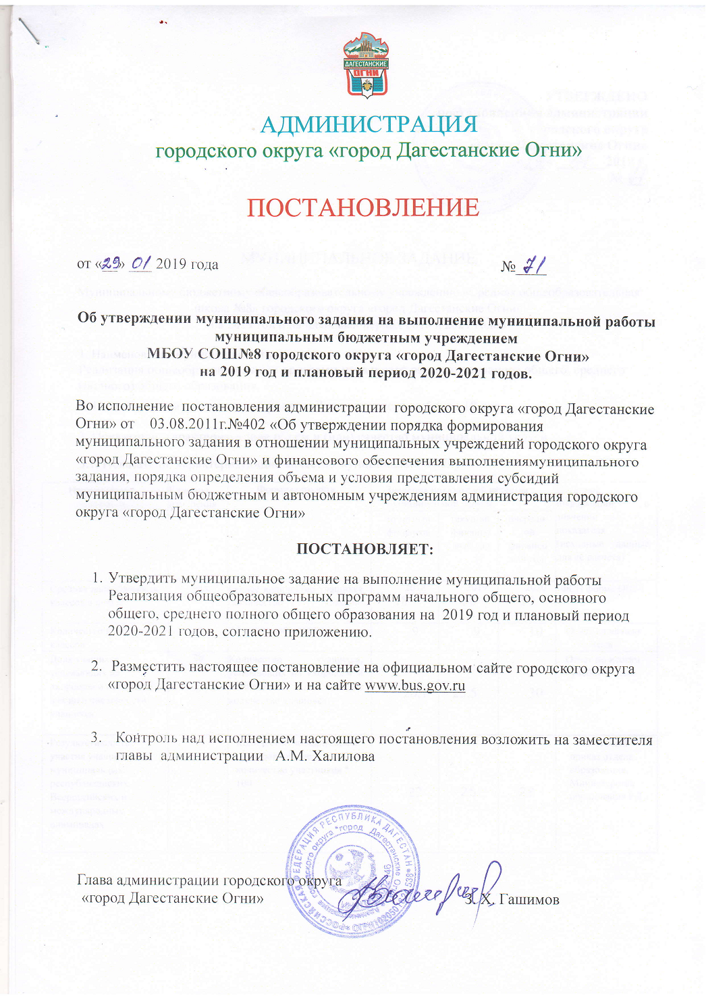 ДАГЕСТАНСКИЕ
ОГНИ
АДМИНИСТРАЦИЯ
городского округа «город Дагестанские Огни»
ПОСТАНОВЛЕНИЕ
от «29» 01 2019 года № 71
Об утверждении муниципального задания на выполнение муниципальной работы
муниципальным бюджетным учреждением
МБОУ СОШ№8 городского округа «город Дагестанские Огни»
на 2019 год и плановый период 2020-2021 годов.
Во исполнение постановления администрации городского округа «город Дагестанские
Огни» от 03.08.2011г.№402 «Об утверждении порядка формирования
муниципального задания в отношении муниципальных учреждений городского округа
«город Дагестанские Огни» и финансового обеспечения выполнениямуниципального
задания, порядка определения объема и условия представления субсидий
муниципальным бюджетным и автономным учреждениям администрация городского
округа «город Дагестанские Огни»
ПОСТАНОВЛЯЕТ:
1. Утвердить муниципальное задание на выполнение муниципальной работы
Реализация общеобразовательных программ начального общего, основного
общего, среднего полного общего образования на 2019 год и плановый период
2020-2021 годов, согласно приложению.
2. Разместить настоящее постановление на официальном сайте городского округа
«город Дагестанские Огни» и на сайте www.bus.gov.ru
3. Контроль над исполнением настоящего постановления возложить на заместителя
главы администрации А.М. Халилова
РОССИЙСКАЯ ФЕДЕРАЦИЯ РЕСПУБЛИКА ДАГЕСТАН
городского округа "город Дагестанские
Глава администрации городского округа
«город Дагестанские Огни» З. Х. Гашимов